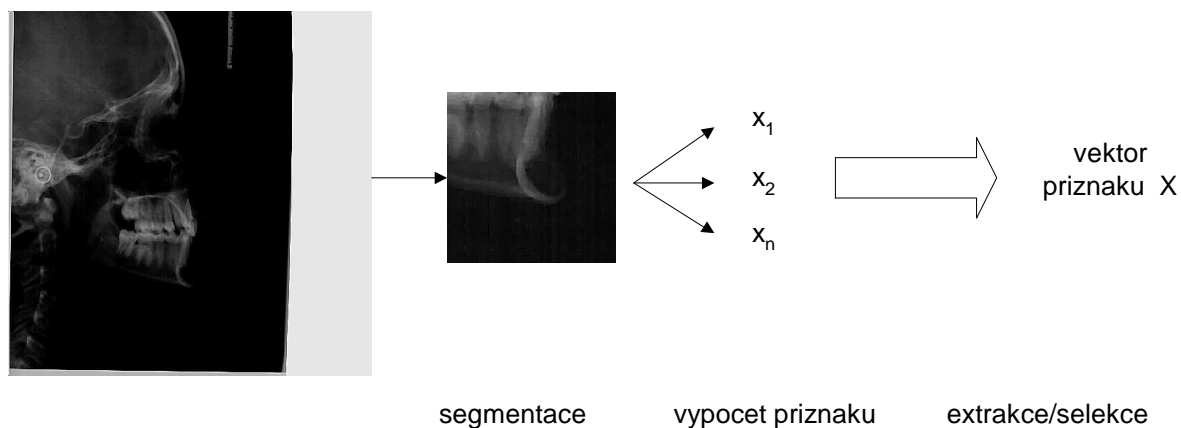 x₁
x₂
xₙ
vektor
priznaku X
segmentace
vypocet priznaku
extrakce/selekce